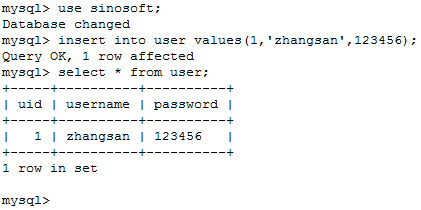 mysql> use sinosoft;
Database changed
mysql> insert into user values(1,'zhangsan',123456);
Query OK, 1 row affected
mysql> select * from user;
+-----+----------+----------+
| uid | username | password |
+-----+----------+----------+
|   1 | zhangsan | 123456   |
+-----+----------+----------+
1 row in set
mysql>